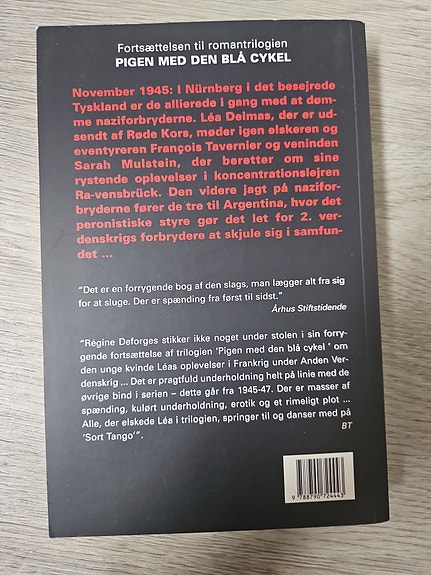 Fortsættelsen til romantrilogien
PIGEN MED DEN BLÅ CYKEL
November 1945: I Nürnberg i det besejrede
Tyskland er de allierede i gang med at døm-
me naziforbryderne. Léa Delmas, der er ud-
sendt af Røde Kors, møder igen elskeren og
eventyreren François Tavernier og veninden
Sarah Mulstein, der beretter om sine
rystende oplevelser i koncentrationslejren
Ra-vensbrück. Den videre jagt på nazifor-
bryderne fører de tre til Argentina, hvor det
peronistiske styre gør det let for 2. ver-
denskrigs forbrydere at skjule sig i samfun-
det ...
"Det er en forrygende bog af den slags, man lægger alt fra sig
for at sluge. Der er spænding fra først til sidst."
Århus Stiftstidende
"Régine Deforges stikker ikke noget under stolen i sin forry-
gende fortsættelse af trilogien 'Pigen med den blå cykel' om
den unge kvinde Léas oplevelser i Frankrig under Anden Ver-
denskrig ... Det er pragtfuld underholdning helt på linie med de
øvrige bind i serien – dette går fra 1945-47. Der er masser af
spænding, kulørt underholdning, erotik og et rimeligt plot ...
Alle, der elskede Léa i trilogien, springer til og danser med på
'Sort Tango'".
BT
9 788790 724443